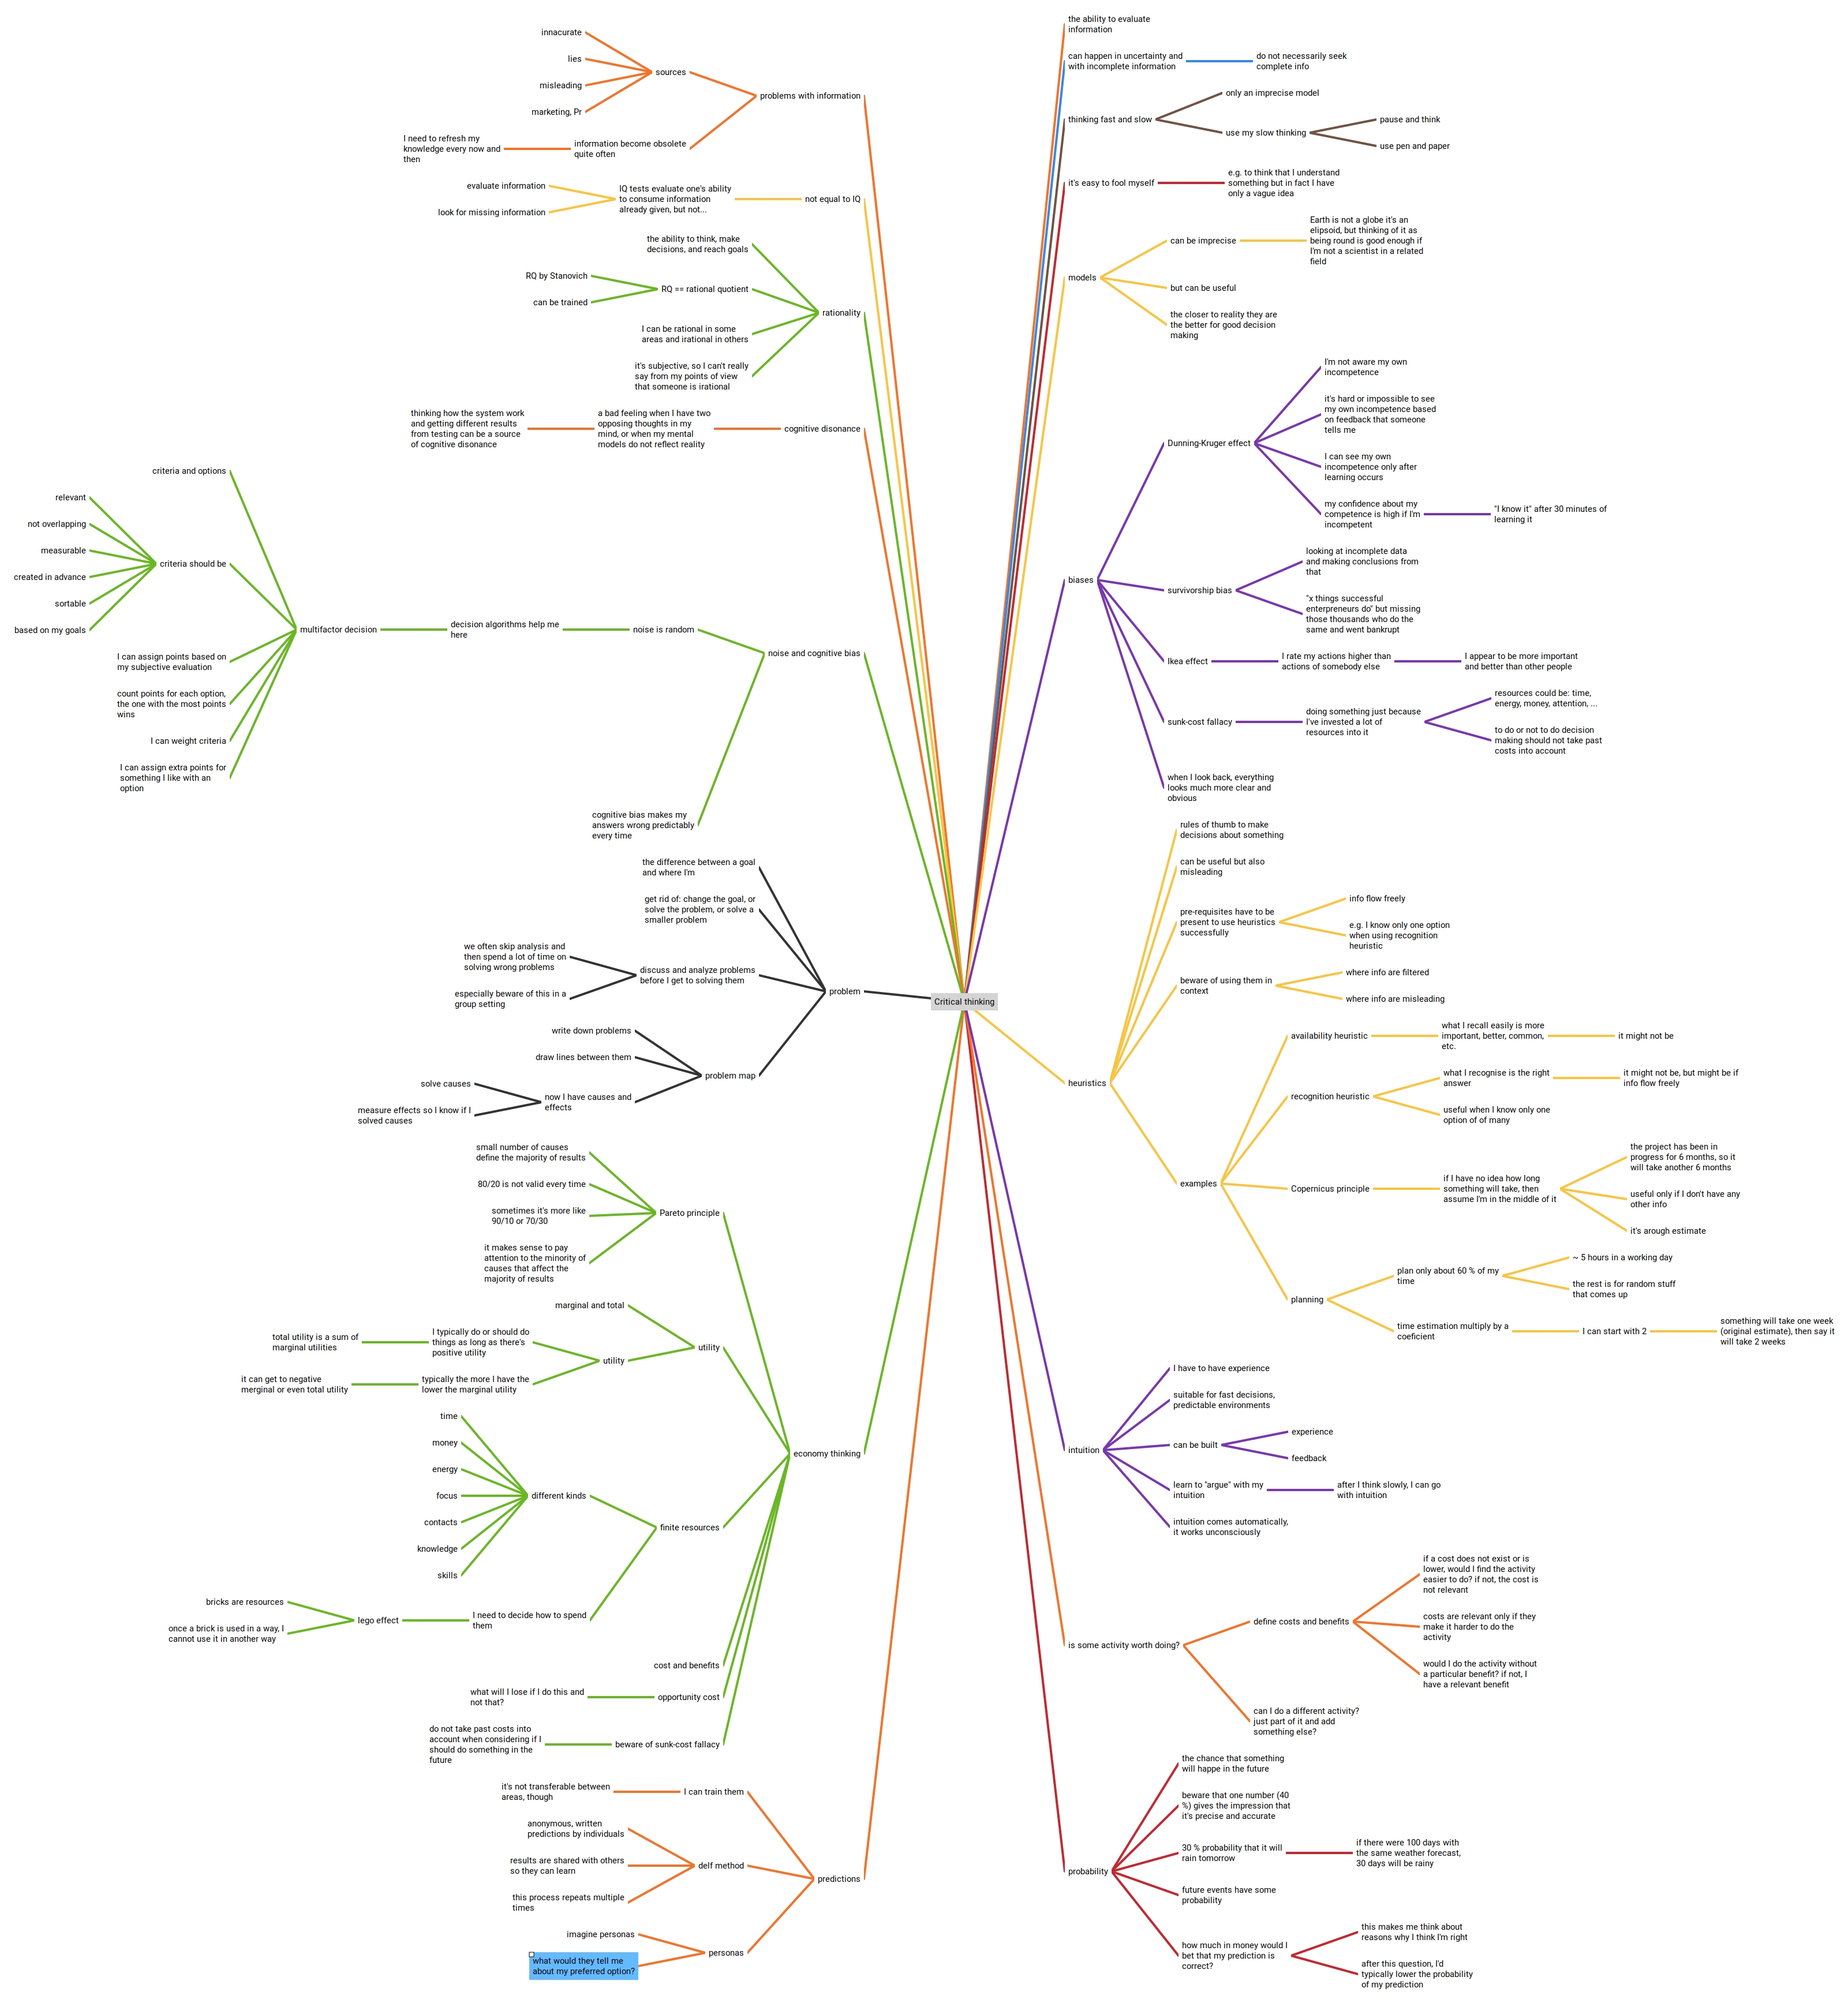 Critical thinking
the ability to evaluate
information
can happen in uncertainty and
with incomplete information
do not necessarily seek
complete info
thinking fast and slow
only an imprecise model
use my slow thinking
pause and think
use pen and paper
it's easy to fool myself
e.g. to think that I understand
something but in fact I have
only a vague idea
models
can be imprecise
Earth is not a globe it's an
elipsoid, but thinking of it as
being round is good enough if
I'm not a scientist in a related
field
but can be useful
the closer to reality they are
the better for good decision
making
biases
Dunning-Kruger effect
I'm not aware my own
incompetence
it's hard or impossible to see
my own incompetence based
on feedback that someone
tells me
I can see my own
incompetence only after
learning occurs
my confidence about my
competence is high if I'm
incompetent
"I know it" after 30 minutes of
learning it
survivorship bias
looking at incomplete data
and making conclusions from
that
"x things successful
enterpreneurs do" but missing
those thousands who do the
same and went bankrupt
Ikea effect
I rate my actions higher than
actions of somebody else
I appear to be more important
and better than other people
sunk-cost fallacy
doing something just because
I've invested a lot of
resources into it
resources could be: time,
energy, money, attention, ...
to do or not to do decision
making should not take past
costs into account
when I look back, everything
looks much more clear and
obvious
heuristics
rules of thumb to make
decisions about something
can be useful but also
misleading
pre-requisites have to be
present to use heuristics
successfully
info flow freely
e.g. I know only one option
when using recognition
heuristic
beware of using them in
context
where info are filtered
where info are misleading
examples
availability heuristic
what I recall easily is more
important, better, common,
etc.
it might not be
recognition heuristic
what I recognise is the right
answer
it might not be, but might be if
info flow freely
useful when I know only one
option of of many
Copernicus principle
if I have no idea how long
something will take, then
assume I'm in the middle of it
the project has been in
progress for 6 months, so it
will take another 6 months
useful only if I don't have any
other info
it's arough estimate
planning
plan only about 60 % of my
time
~ 5 hours in a working day
the rest is for random stuff
that comes up
time estimation multiply by a
coeficient
I can start with 2
something will take one week
(original estimate), then say it
will take 2 weeks
intuition
I have to have experience
suitable for fast decisions,
predictable environments
can be built
experience
feedback
learn to "argue" with my
intuition
after I think slowly, I can go
with intuition
intuition comes automatically,
it works unconsciously
is some activity worth doing?
define costs and benefits
if a cost does not exist or is
lower, would I find the activity
easier to do? if not, the cost is
not relevant
costs are relevant only if they
make it harder to do the
activity
would I do the activity without
a particular benefit? if not, I
have a relevant benefit
can I do a different activity?
just part of it and add
something else?
probability
the chance that something
will happe in the future
beware that one number (40
%) gives the impression that
it's precise and accurate
30 % probability that it will
rain tomorrow
if there were 100 days with
the same weather forecast,
30 days will be rainy
future events have some
probability
how much in money would I
bet that my prediction is
correct?
this makes me think about
reasons why I think I'm right
after this question, I'd
typically lower the probability
of my prediction
problems with information
sources
innacurate
lies
misleading
marketing, Pr
information become obsolete
quite often
I need to refresh my
knowledge every now and
then
not equal to IQ
IQ tests evaluate one's ability
to consume information
already given, but not...
evaluate information
look for missing information
rationality
the ability to think, make
decisions, and reach goals
RQ == rational quotient
RQ by Stanovich
can be trained
I can be rational in some
areas and irational in others
it's subjective, so I can't really
say from my points of view
that someone is irational
cognitive disonance
a bad feeling when I have two
opposing thoughts in my
mind, or when my mental
models do not reflect reality
thinking how the system work
and getting different results
from testing can be a source
of cognitive disonance
noise and cognitive bias
noise is random
decision algorithms help me
here
multifactor decision
criteria and options
criteria should be
relevant
not overlapping
measurable
created in advance
sortable
based on my goals
I can assign points based on
my subjective evaluation
count points for each option,
the one with the most points
wins
I can weight criteria
I can assign extra points for
something I like with an
option
cognitive bias makes my
answers wrong predictably
every time
problem
the difference between a goal
and where I'm
get rid of: change the goal, or
solve the problem, or solve a
smaller problem
discuss and analyze problems
before I get to solving them
we often skip analysis and
then spend a lot of time on
solving wrong problems
especially beware of this in a
group setting
problem map
write down problems
draw lines between them
now I have causes and
effects
solve causes
measure effects so I know if I
solved causes
economy thinking
Pareto principle
small number of causes
define the majority of results
80/20 is not valid every time
sometimes it's more like
90/10 or 70/30
it makes sense to pay
attention to the minority of
causes that affect the
majority of results
utility
marginal and total
utility
I typically do or should do
things as long as there's
positive utility
total utility is a sum of
marginal utilities
typically the more I have the
lower the marginal utility
it can get to negative
merginal or even total utility
finite resources
different kinds
time
money
energy
focus
contacts
knowledge
skills
I need to decide how to spend
them
lego effect
bricks are resources
once a brick is used in a way, I
cannot use it in another way
cost and benefits
opportunity cost
what will I lose if I do this and
not that?
beware of sunk-cost fallacy
do not take past costs into
account when considering if I
should do something in the
future
predictions
I can train them
it's not transferable between
areas, though
delf method
anonymous, written
predictions by individuals
results are shared with others
so they can learn
this process repeats multiple
times
personas
imagine personas
what would they tell me
about my preferred option?